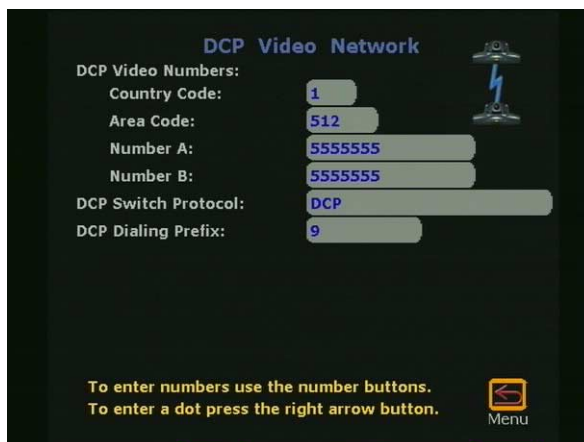 DCP Video Network
DCP Video Numbers:
Country Code: 1
Area Code: 512
Number A: 5555555
Number B: 5555555
DCP Switch Protocol: DCP
DCP Dialing Prefix: 9
To enter numbers use the number buttons.
To enter a dot press the right arrow button.
Menu